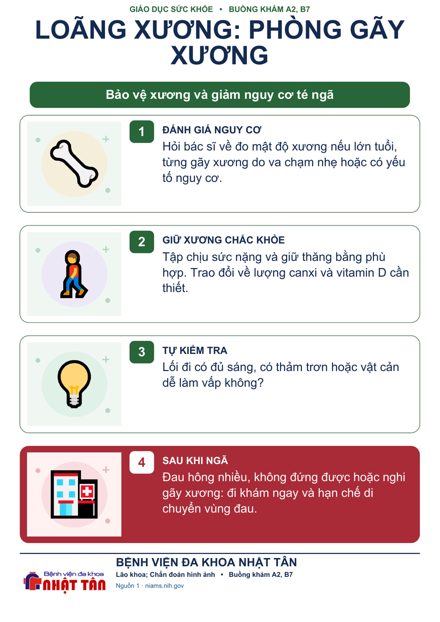 GIÁO DỤC SỨC KHỎE • BUỒNG KHÁM A2, B7
LOÃNG XƯƠNG: PHÒNG GÃY
XƯƠNG
Bảo vệ xương và giảm nguy cơ té ngã
1
ĐÁNH GIÁ NGUY CƠ
Hỏi bác sĩ về đo mật độ xương nếu lớn tuổi,
từng gãy xương do va chạm nhẹ hoặc có yếu
tố nguy cơ.
2
GIỮ XƯƠNG CHẮC KHỎE
Tập chịu sức nặng và giữ thăng bằng phù
hợp. Trao đổi về lượng canxi và vitamin D cần
thiết.
3
TỰ KIỂM TRA
Lối đi có đủ sáng, có thảm trơn hoặc vật cản
dễ làm vấp không?
4
SAU KHI NGÃ
Đau hông nhiều, không đứng được hoặc nghi
gãy xương: đi khám ngay và hạn chế di
chuyển vùng đau.
Bệnh viện đa khoa
NHẬT TÂN
BỆNH VIỆN ĐA KHOA NHẬT TÂN
Lão khoa; Chẩn đoán hình ảnh • Buồng khám A2, B7
Nguồn 1 · niams.nih.gov